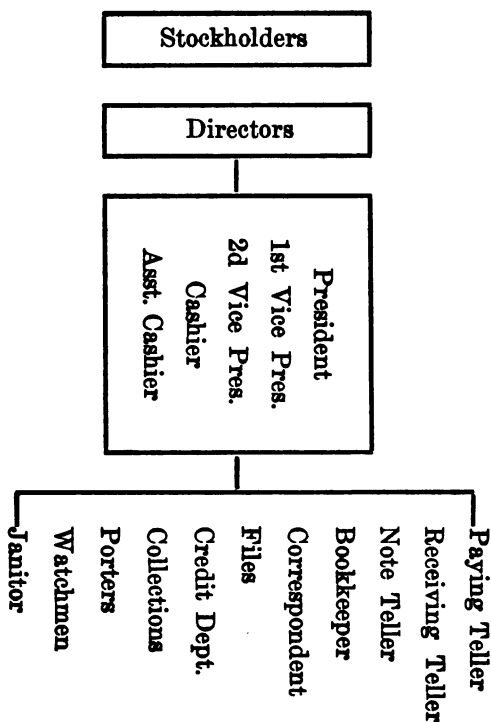 Stockholders
Directors
President
1st Vice Pres.
2d Vice Pres.
Cashier
Asst. Cashier
Paying Teller
Receiving Teller
Note Teller
Bookkeeper
Correspondent
Files
Credit Dept.
Collections
Porters
Watchmen
Janitor